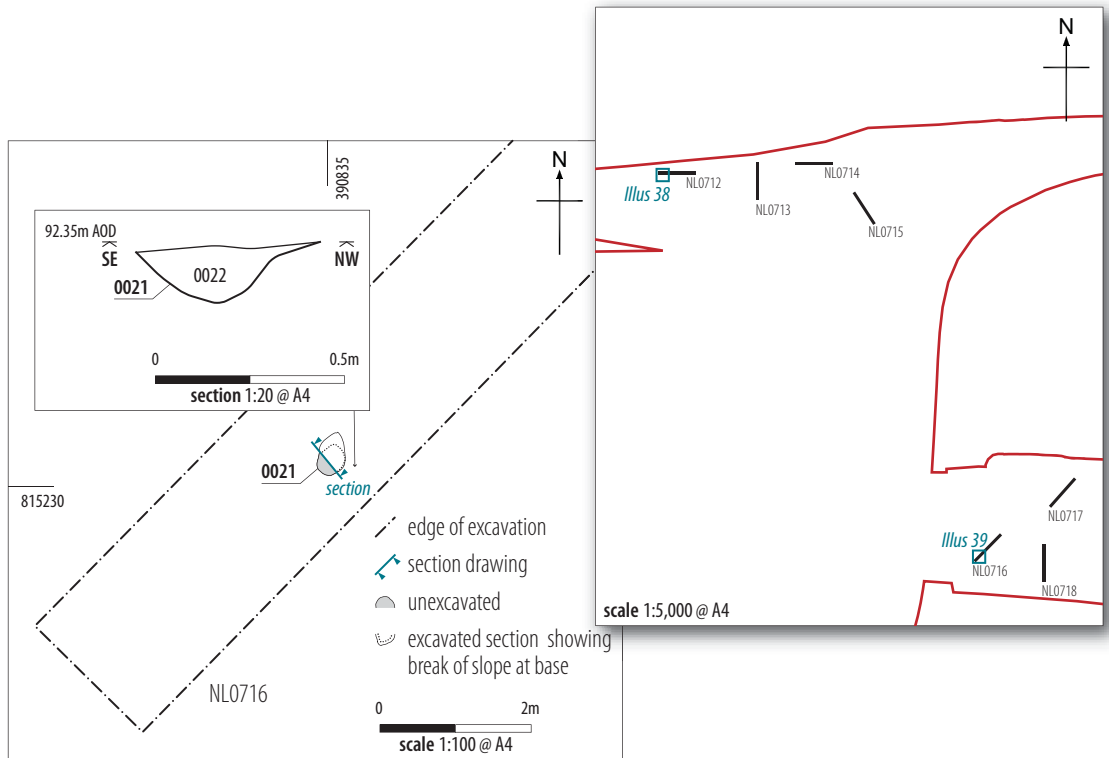 390835
N
92.35m AOD
SE
NW
0022
0021
0
0.5m
section 1:20 @ A4
0021
section
815230
edge of excavation
section drawing
unexcavated
excavated section showing
break of slope at base
NL0716
0
2m
scale 1:100 @ A4
N
NL0712
Illus 38
NL0713
NL0714
NL0715
NL0717
Illus 39
NL0716
NL0718
scale 1:5,000 @ A4